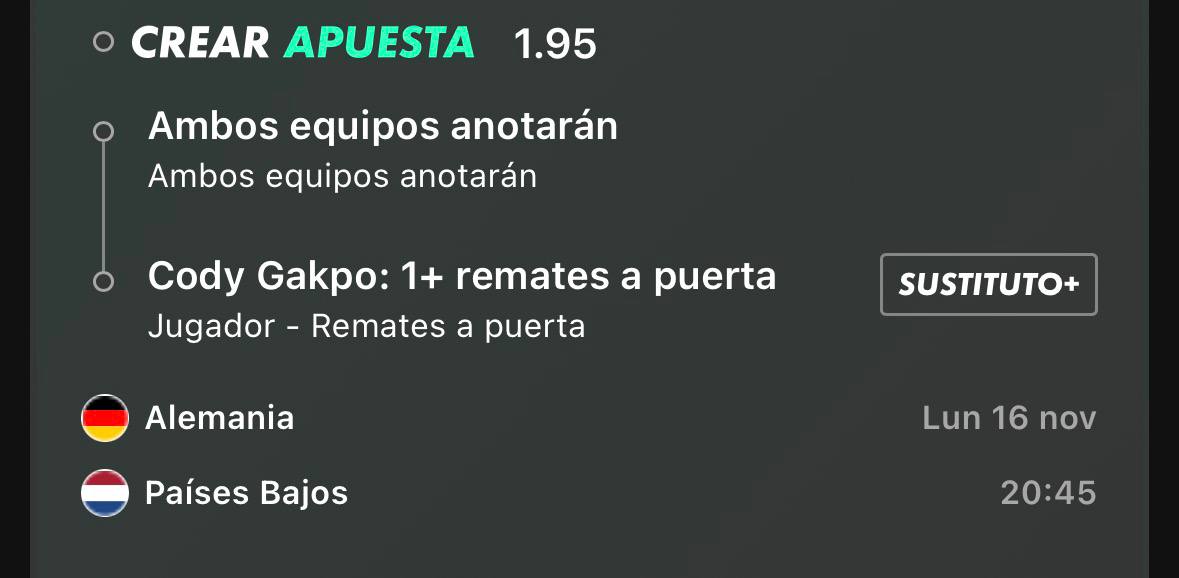 CREAR APUESTA 1.95
Ambos equipos anotarán
Ambos equipos anotarán
Cody Gakpo: 1+ remates a puerta
SUSTITUTO+
Jugador - Remates a puerta
Alemania
Lun 16 nov
Países Bajos
20:45